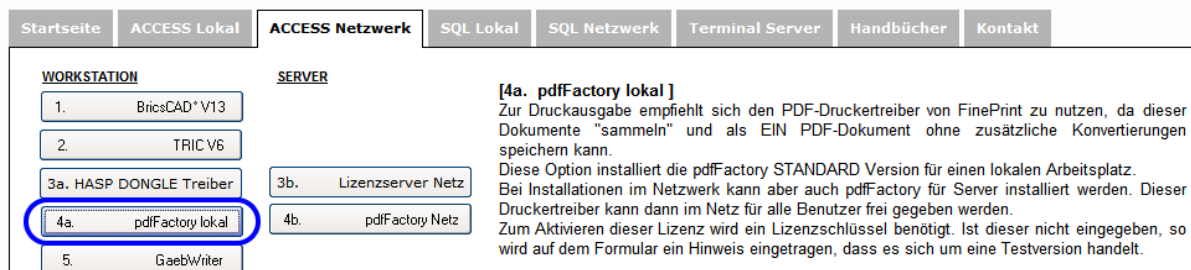 Startseite ACCESS Lokal ACCESS Netzwerk SQL Lokal SQL Netzwerk Terminal Server Handbücher Kontakt
WORKSTATION
1. BricsCAD° V13
2. TRIC V6
3a. HASP DONGLE Treiber
4a. pdfFactory lokal
5. GaebWriter
SERVER
3b. Lizenzserver Netz
4b. pdfFactory Netz
[4a. pdfFactory lokal ]
Zur Druckausgabe empfiehlt sich den PDF-Druckertreiber von FinePrint zu nutzen, da dieser
Dokumente "sammeln" und als EIN PDF-Dokument ohne zusätzliche Konvertierungen
speichern kann.
Diese Option installiert die pdfFactory STANDARD Version für einen lokalen Arbeitsplatz.
Bei Installationen im Netzwerk kann aber auch pdfFactory für Server installiert werden. Dieser
Druckertreiber kann dann im Netz für alle Benutzer frei gegeben werden.
Zum Aktivieren dieser Lizenz wird ein Lizenzschlüssel benötigt. Ist dieser nicht eingegeben, so
wird auf dem Formular ein Hinweis eingetragen, dass es sich um eine Testversion handelt.